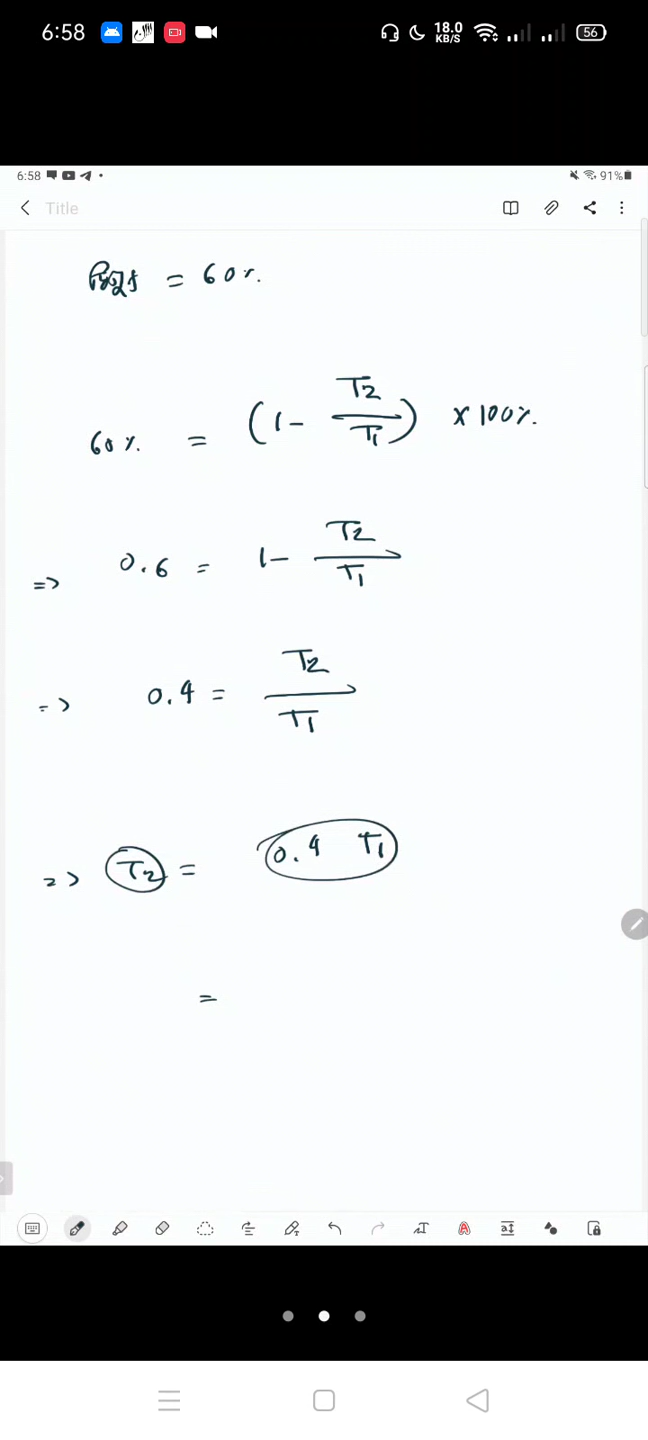 6:58 18.0 KB/S 56
6:58 91%
Title
= 60%.
60%. = (1 - T2/T1) × 100%.
=> 0.6 = 1 - T2/T1
=> 0.4 = T2/T1
=> T2 = 0.4 T1
=